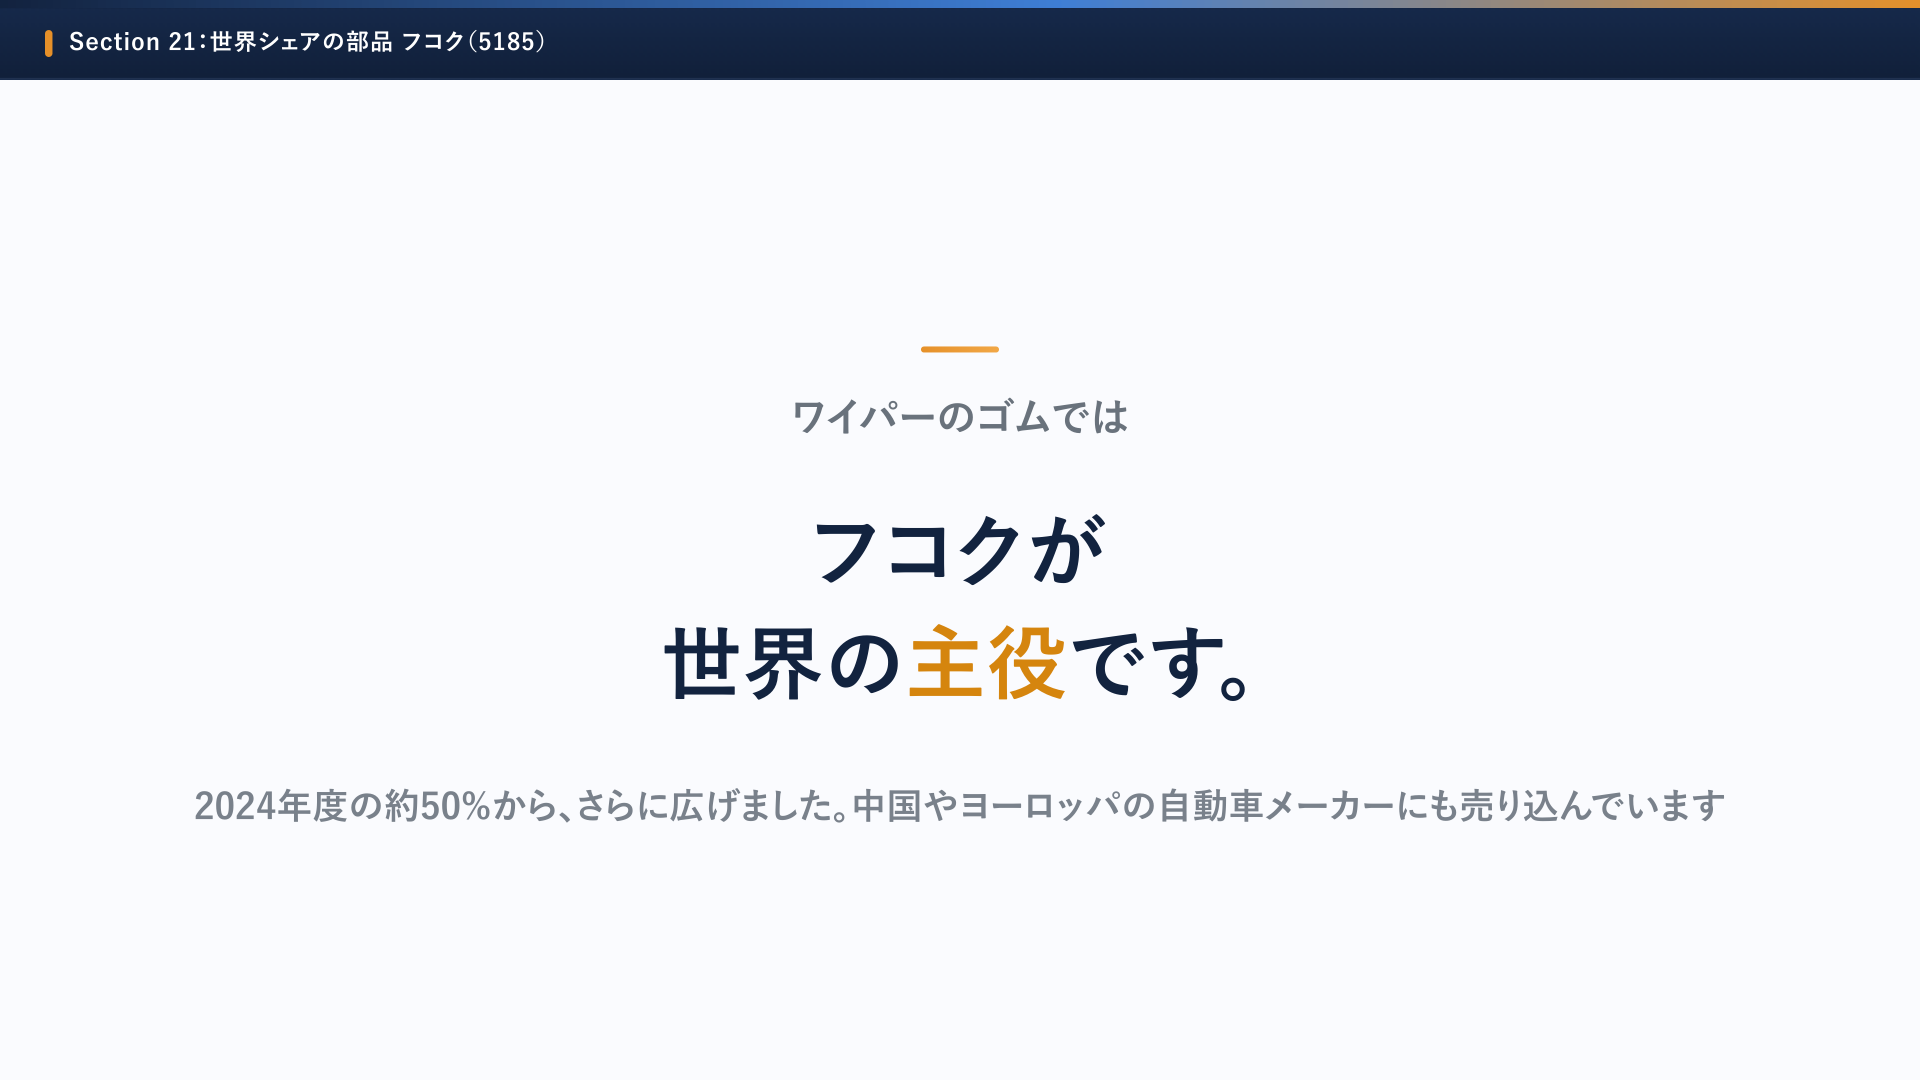 Section 21：世界シェアの部品 フコク（5185）
ワイパーのゴムでは
フコクが
世界の主役です。
2024年度の約50%から、さらに広げました。中国やヨーロッパの自動車メーカーにも売り込んでいます